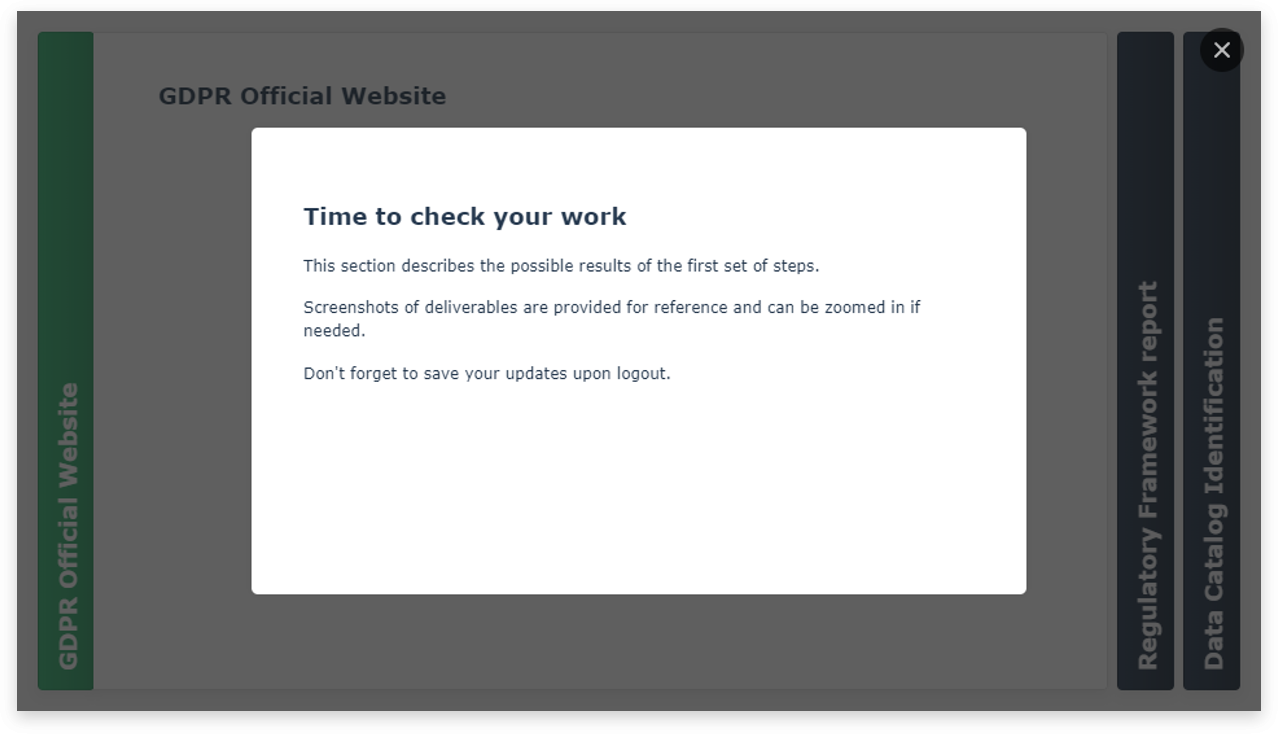 GDPR Official Website
GDPR Official Website
Time to check your work
This section describes the possible results of the first set of steps.
Screenshots of deliverables are provided for reference and can be zoomed in if
needed.
Don't forget to save your updates upon logout.
Regulatory Framework report
Data Catalog Identification